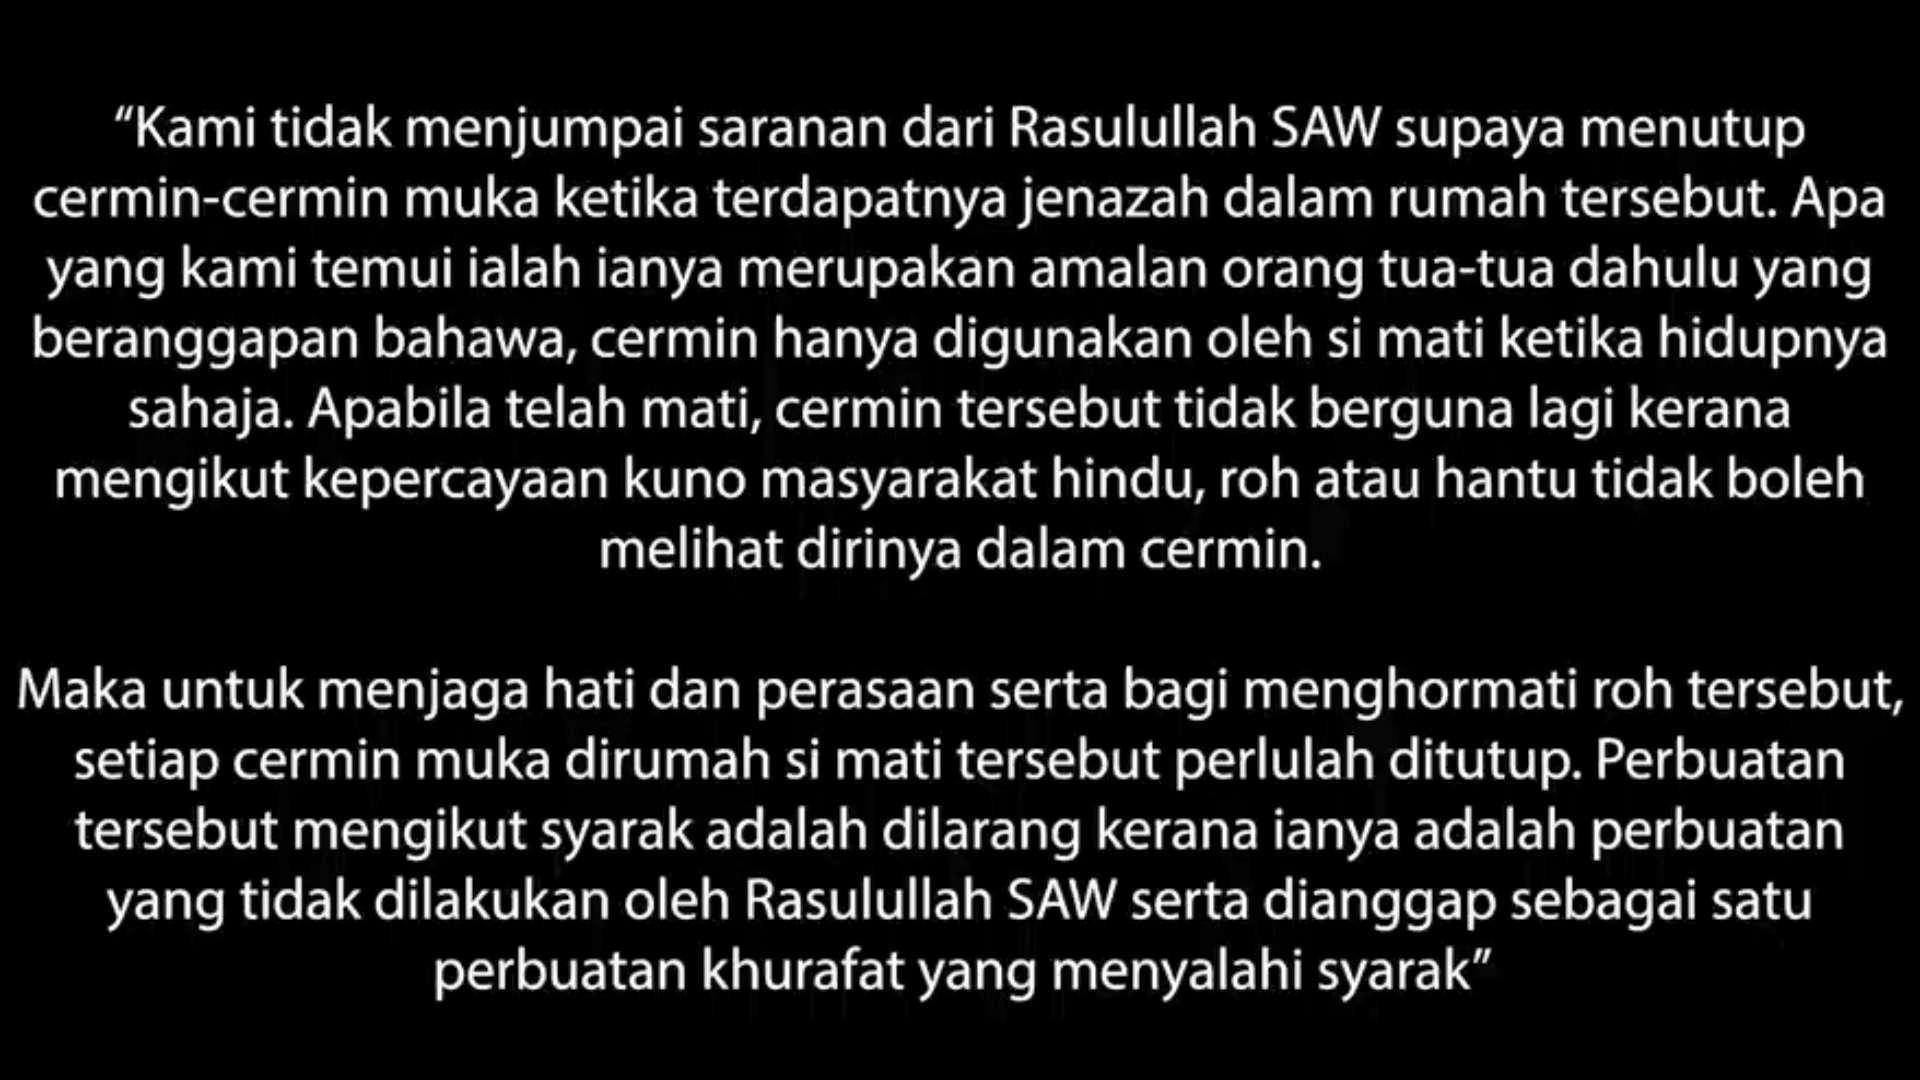 “Kami tidak menjumpai saranan dari Rasulullah SAW supaya menutup
cermin-cermin muka ketika terdapatnya jenazah dalam rumah tersebut. Apa
yang kami temui ialah ianya merupakan amalan orang tua-tua dahulu yang
beranggapan bahawa, cermin hanya digunakan oleh si mati ketika hidupnya
sahaja. Apabila telah mati, cermin tersebut tidak berguna lagi kerana
mengikut kepercayaan kuno masyarakat hindu, roh atau hantu tidak boleh
melihat dirinya dalam cermin.
Maka untuk menjaga hati dan perasaan serta bagi menghormati roh tersebut,
setiap cermin muka dirumah si mati tersebut perlulah ditutup. Perbuatan
tersebut mengikut syarak adalah dilarang kerana ianya adalah perbuatan
yang tidak dilakukan oleh Rasulullah SAW serta dianggap sebagai satu
perbuatan khurafat yang menyalahi syarak”